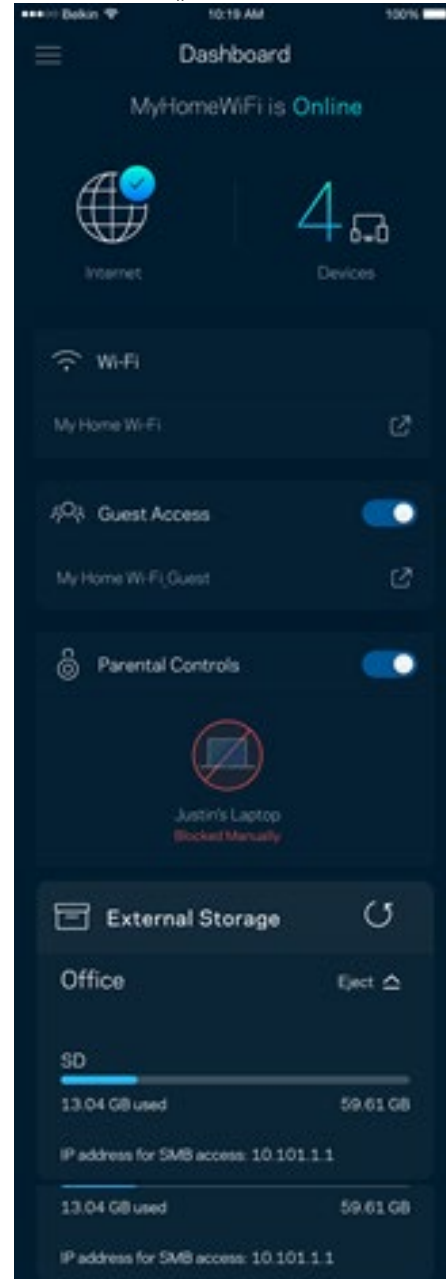 Belkin 10:19 AM 100%
Dashboard
MyHomeWiFi is Online
4
Internet Devices
Wi-Fi
My Home Wi-Fi
Guest Access
My Home Wi-Fi_Guest
Parental Controls
Justin's Laptop
Blocked Manually
External Storage
Office Eject
SD
13.04 GB used 59.61 GB
IP address for SMB access: 10.101.1.1
13.04 GB used 59.61 GB
IP address for SMB access: 10.101.1.1